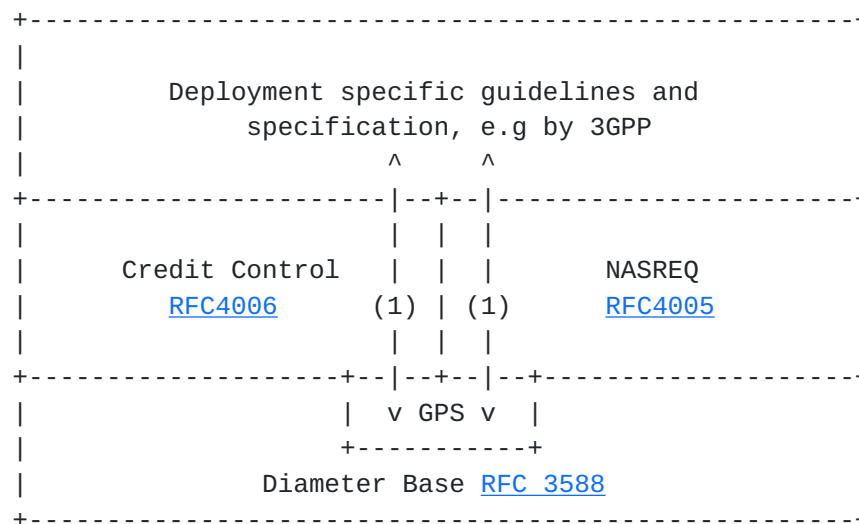 +-----------------------------------------------------+
|
|         Deployment specific guidelines and
|              specification, e.g by 3GPP
|                       ^     ^
+-----------------------|--+--|-----------------------+
|                       |  |  |
|      Credit Control   |  |  |       NASREQ
|         RFC4006      (1) | (1)      RFC4005
|                       |  |  |
+--------------------+--|--+--|--+--------------------+
|                    |  v GPS v  |
|                    +-----------+
|               Diameter Base RFC 3588
+-----------------------------------------------------+